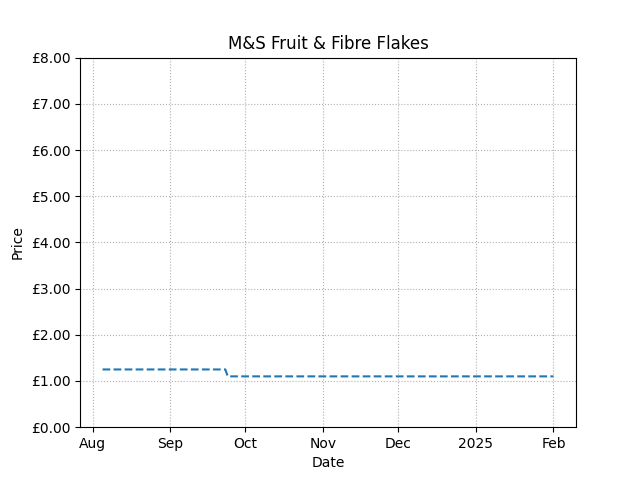 M&S Fruit & Fibre Flakes
£8.00
£7.00
£6.00
£5.00
£4.00
£3.00
£2.00
£1.00
£0.00
Price
Aug Sep Oct Nov Dec 2025 Feb
Date